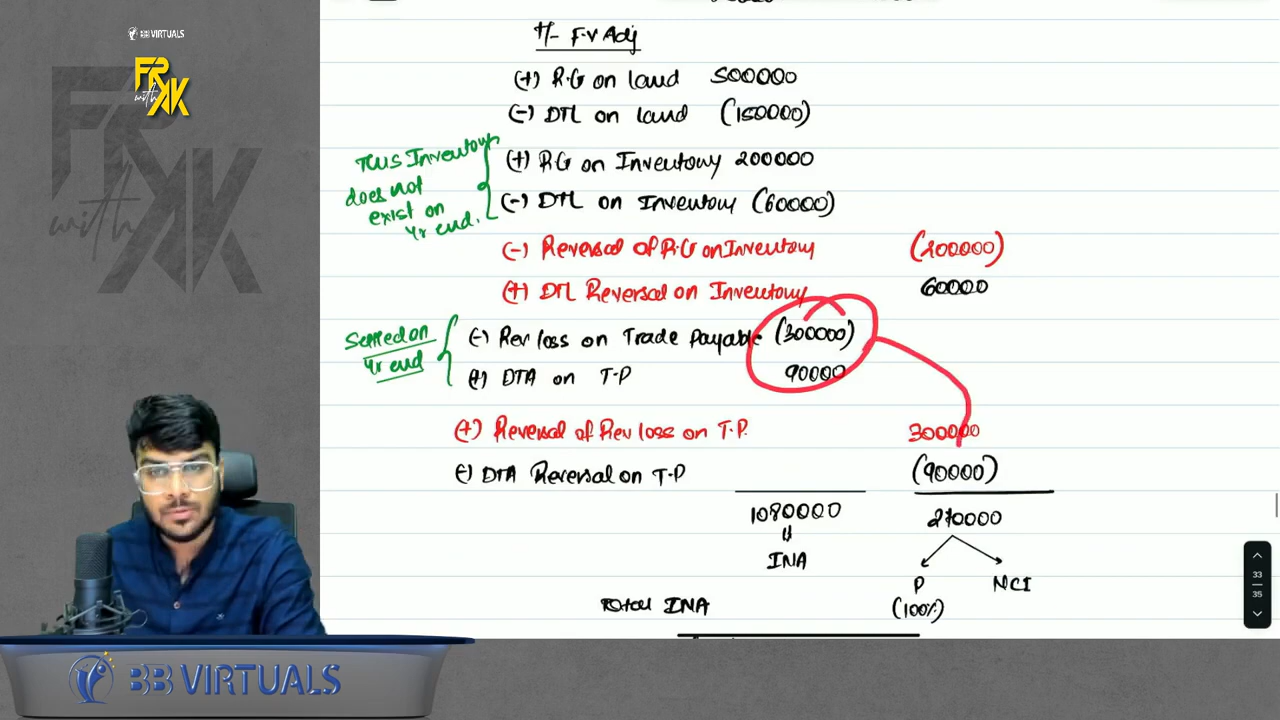 BB VIRTUALS
FR
with
AK
+/- F.V Adj
(+) R.G on land 500000
(-) DTL on land (150000)
This Inventory
does not
exist on
Yr end.
(+) RG on Inventory 200000
(-) DTL on Inventory (60000)
(-) Reversal of R.G on Inventory (200000)
(+) DTL Reversal on Inventory 60000
Settled on
Yr end
(-) Rev loss on Trade Payable (300000)
(+) DTA on T-P 90000
(+) Reversal of Rev loss on T.P. 300000
(-) DTA Reversal on T-P (90000)
1080000 270000
INA
P NCI
(100%)
Total INA
33
35
BB VIRTUALS